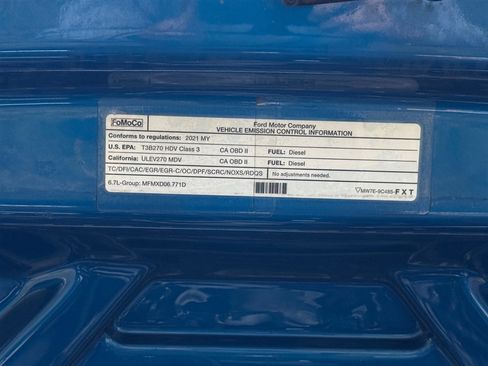 FoMoCo
Ford Motor Company
VEHICLE EMISSION CONTROL INFORMATION
Conforms to regulations: 2021 MY
U.S. EPA: T3B270 HDV Class 3 CA OBD II FUEL: Diesel
California: ULEV270 MDV CA OBD II FUEL: Diesel
TC/DFI/CAC/EGR/EGR-C/OC/DPF/SCRC/NOXS/RDQS No adjustments needed.
6.7L-Group: MFMXD06.771D MW7E-9C485-FXT